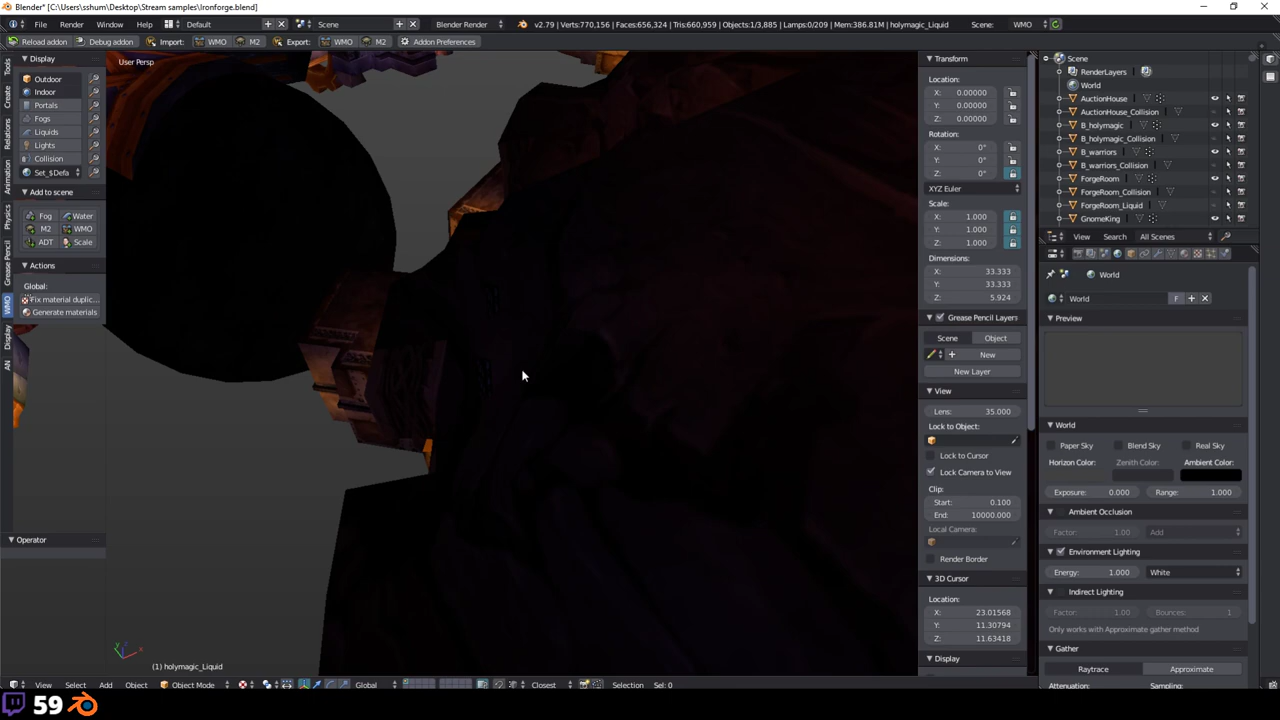 Blender* [C:\Users\sshum\Desktop\Stream samples\Ironforge.blend]
File Render Window Help Default Scene Blender Render v2.79 | Verts:770,156 | Faces:656,324 | Tris:660,959 | Objects:1/3,885 | Lamps:0/209 | Mem:386.81M | holymagic_Liquid Scene: WMO
Reload addon Debug addon Import: WMO M2 Export: WMO M2 Addon Preferences
Tools
Create
Relations
Animation
Physics
Grease Pencil
WMO
Display
AN
Display
Outdoor
Indoor
Portals
Fogs
Liquids
Lights
Collision
Set_$Defa
Add to scene
Fog Water
M2 WMO
ADT Scale
Actions
Global:
Fix material duplic...
Generate materials
Operator
User Persp
(1) holymagic_Liquid
Transform
Location:
X: 0.00000
Y: 0.00000
Z: 0.00000
Rotation:
X: 0°
Y: 0°
Z: 0°
XYZ Euler
Scale:
X: 1.000
Y: 1.000
Z: 1.000
Dimensions:
X: 33.333
Y: 33.333
Z: 5.924
Grease Pencil Layers
Scene Object
New
New Layer
View
Lens: 35.000
Lock to Object:
Lock to Cursor
Lock Camera to View
Clip:
Start: 0.100
End: 10000.000
Local Camera:
Render Border
3D Cursor
Location:
X: 23.01568
Y: 11.30794
Z: 11.63418
Display
Scene
RenderLayers
World
AuctionHouse
AuctionHouse_Collision
B_holymagic
B_holymagic_Collision
B_warriors
B_warriors_Collision
ForgeRoom
ForgeRoom_Collision
ForgeRoom_Liquid
GnomeKing
View Search All Scenes
World
World F
Preview
World
Paper Sky Blend Sky Real Sky
Horizon Color: Zenith Color: Ambient Color:
Exposure: 0.000 Range: 1.000
Ambient Occlusion
Factor: 1.00 Add
Environment Lighting
Energy: 1.000 White
Indirect Lighting
Factor: 1.00 Bounces: 1
Only works with Approximate gather method
Gather
Raytrace Approximate
Attenuation: Sampling:
View Select Add Object Object Mode Global Closest Selection Sel: 0
59